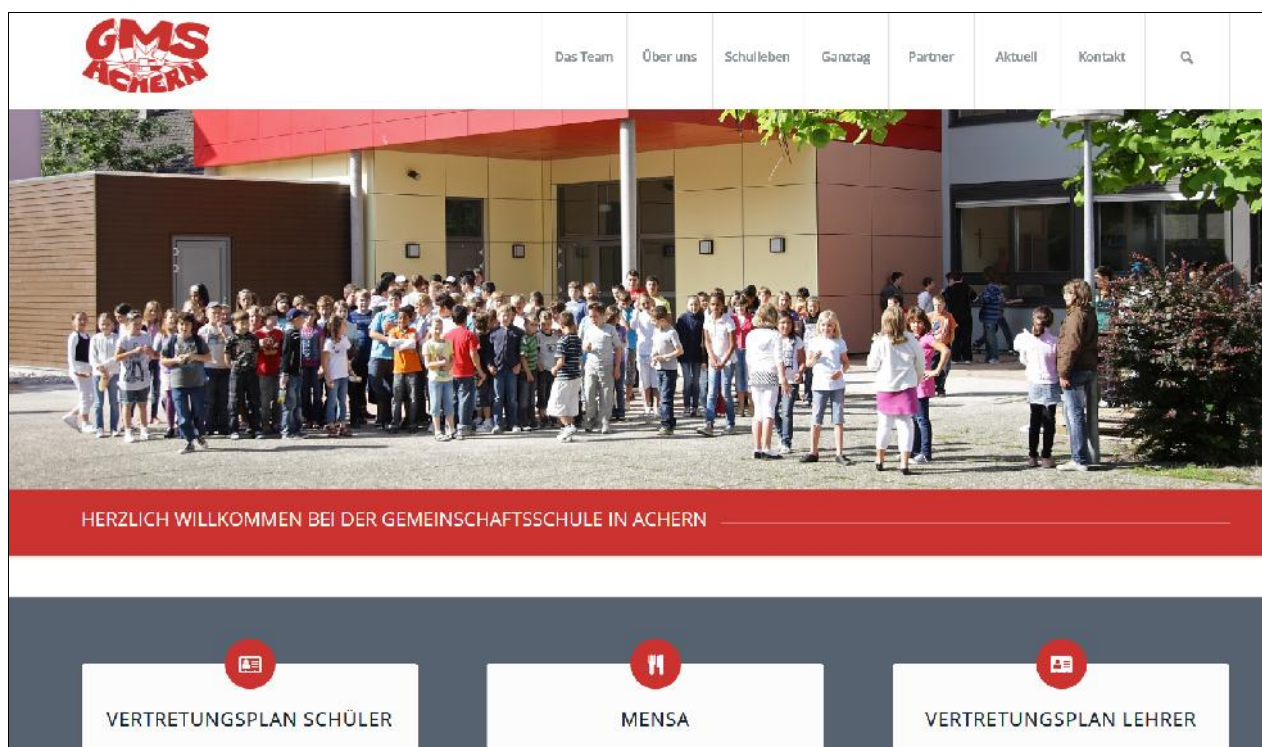 GMS
ACHERN
Das Team
Über uns
Schulleben
Ganztag
Partner
Aktuell
Kontakt
HERZLICH WILLKOMMEN BEI DER GEMEINSCHAFTSSCHULE IN ACHERN
VERTRETUNGSPLAN SCHÜLER
MENSA
VERTRETUNGSPLAN LEHRER